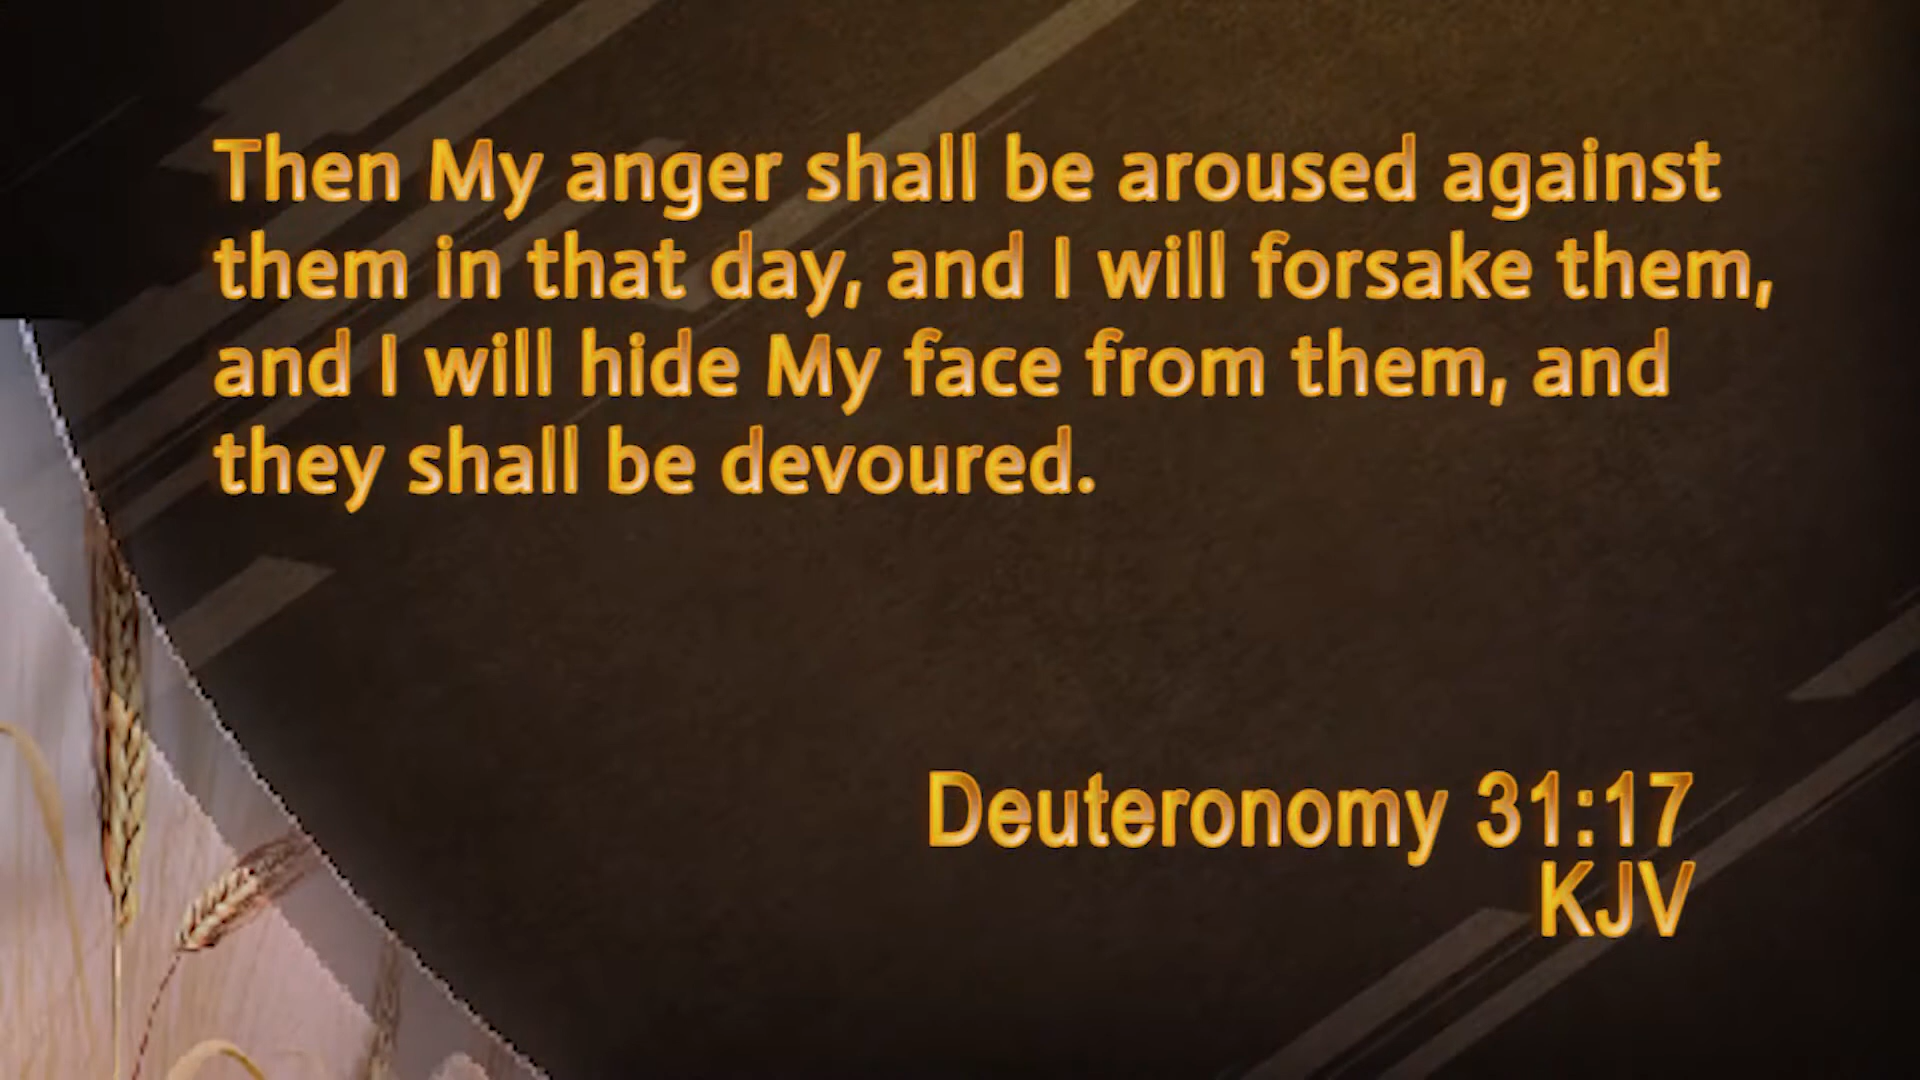 Then My anger shall be aroused against
them in that day, and I will forsake them,
and I will hide My face from them, and
they shall be devoured.
Deuteronomy 31:17
KJV